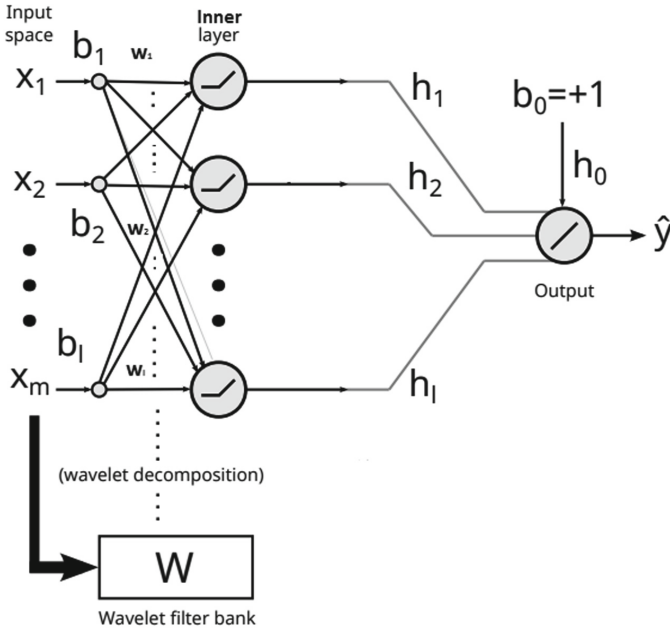 Input
space
Inner
layer
b₁
w₁
x₁
h₁
b₀=+1
x₂
h₂
h₀
b₂
w₂
ŷ
Output
bₗ
wₗ
xₘ
hₗ
(wavelet decomposition)
W
Wavelet filter bank